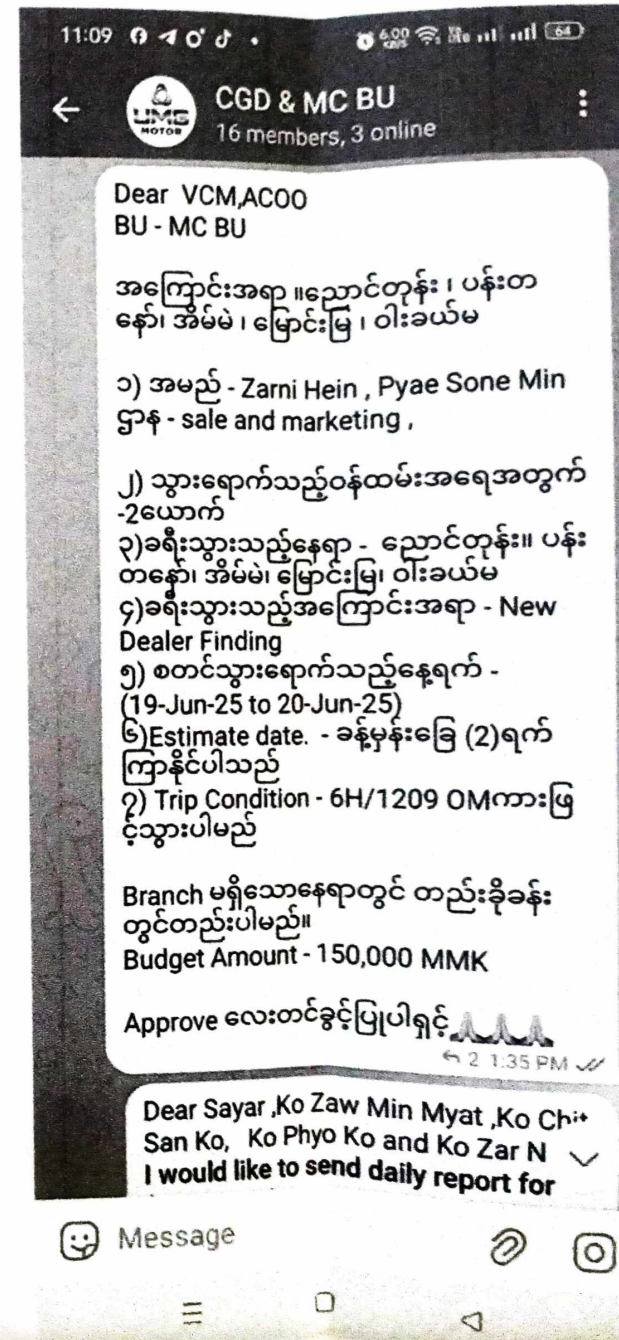 11:09
6.00
KB/S
64
UMG
MOTOR
CGD & MC BU
16 members, 3 online
Dear VCM,ACOO
BU - MC BU
အကြောင်းအရာ ။ညောင်တုန်း ၊ ပန်းတ
နော်၊ အိမ်မဲ ၊ မြောင်းမြ ၊ ဝါးခယ်မ
၁) အမည် - Zarni Hein , Pyae Sone Min
ဌာန - sale and marketing ,
၂) သွားရောက်သည့်ဝန်ထမ်းအရေအတွက်
-2ယောက်
၃)ခရီးသွားသည့်နေရာ - ညောင်တုန်း။ ပန်း
တနော်၊ အိမ်မဲ၊ မြောင်းမြ၊ ဝါးခယ်မ
၄)ခရီးသွားသည့်အကြောင်းအရာ - New
Dealer Finding
၅) စတင်သွားရောက်သည့်နေ့ရက် -
(19-Jun-25 to 20-Jun-25)
၆)Estimate date. - ခန့်မှန်းခြေ (2)ရက်
ကြာနိုင်ပါသည်
၇) Trip Condition - 6H/1209 OMကားဖြ
င့်သွားပါမည်
Branch မရှိသောနေရာတွင် တည်းခိုခန်း
တွင်တည်းပါမည်။
Budget Amount - 150,000 MMK
Approve လေးတင်ခွင့်ပြုပါရှင့်
2 1:35 PM
Dear Sayar ,Ko Zaw Min Myat ,Ko Chit
San Ko, Ko Phyo Ko and Ko Zar N
I would like to send daily report for
Message